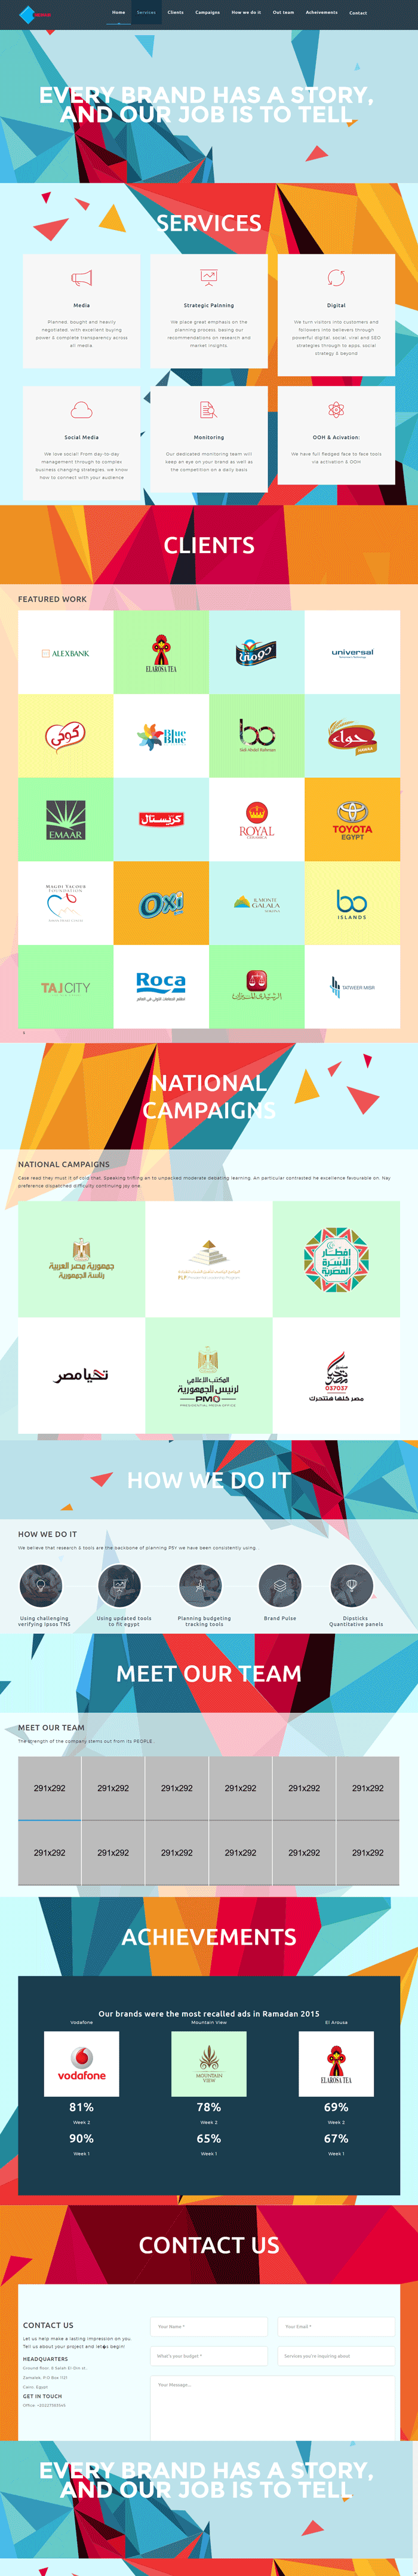 Home Services Clients Campaigns How we do it Out team Acheivements Contact
EVERY BRAND HAS A STORY,
AND OUR JOB IS TO TELL
SERVICES
Media
Planned, bought and heavily
negotiated, with excellent buying
power & complete transparency across
all media.
Strategic Palnning
We place great emphasis on the
planning process, basing our
recommendations on research and
market insights
Digital
We turn visitors into customers and
followers into believers through
powerful digital, social, viral and SEO
strategies through to apps, social
strategy & beyond
Social Media
We love social! From day-to-day
management through to complex
business changing strategies, we know
how to connect with your audience
Monitoring
Our dedicated monitoring team will
keep an eye on your brand as well as
the competition on a daily basis
OOH & Acivation:
We have full fledged face to face tools
via activation & OOH
CLIENTS
FEATURED WORK
ALEXBANK
ELAROSA TEA
universal
كوكي
Blue
Blue
bo
حواء
HAWAA
EMAAR
كريستال
ROYAL
CERAMICA
TOYOTA
EGYPT
MAGDI YACOUB
FOUNDATION
OXI
IL MONTE
GALALA
bo
ISLANDS
TAJ CITY
Roca
TATWEER MISR
NATIONAL
CAMPAIGNS
NATIONAL CAMPAIGNS
Case read they must it of cold that. Speaking trifling an to unpacked moderate debating learning. An particular contrasted he excellence favourable on. Nay
preference dispatched difficulty continuing joy one.
جمهورية مصر العربية
رئاسة الجمهورية
PLP
إفطار
الأسرة
المصرية
تحيا مصر
المكتب الإعلامي
لرئيس الجمهورية
PMO
PRESIDENTIAL MEDIA OFFICE
صندوق
تحيا
مصر
037037
مصر كلها هتتحرك
HOW WE DO IT
HOW WE DO IT
We believe that research & tools are the backbone of planning PSY we have been consistently using .
Using challenging
verifying Ipsos TNS
Using updated tools
to fit egypt
Planning budgeting
tracking tools
Brand Pulse
Dipsticks
Quantitative panels
MEET OUR TEAM
MEET OUR TEAM
The strength of the company stems out from its PEOPLE.
291x292 291x292 291x292 291x292 291x292 291x292
291x292 291x292 291x292 291x292 291x292 291x292
ACHIEVEMENTS
Our brands were the most recalled ads in Ramadan 2015
Vodafone Mountain View El Arousa
vodafone
MOUNTAIN
VIEW
ELAROSA TEA
81% 78% 69%
Week 2 Week 2 Week 2
90% 65% 67%
Week 1 Week 1 Week 1
CONTACT US
CONTACT US
Let us help make a lasting impression on you.
Tell us about your project and let�s begin!
HEADQUARTERS
Ground floor, 8 Salah El-Din st.
Zamalek, P.O Box 1121
Cairo, Egypt
GET IN TOUCH
Your Name *
Your Email *
What's your budget *
Services you're inquiring about
Your Message...
EVERY BRAND HAS A STORY,
AND OUR JOB IS TO TELL